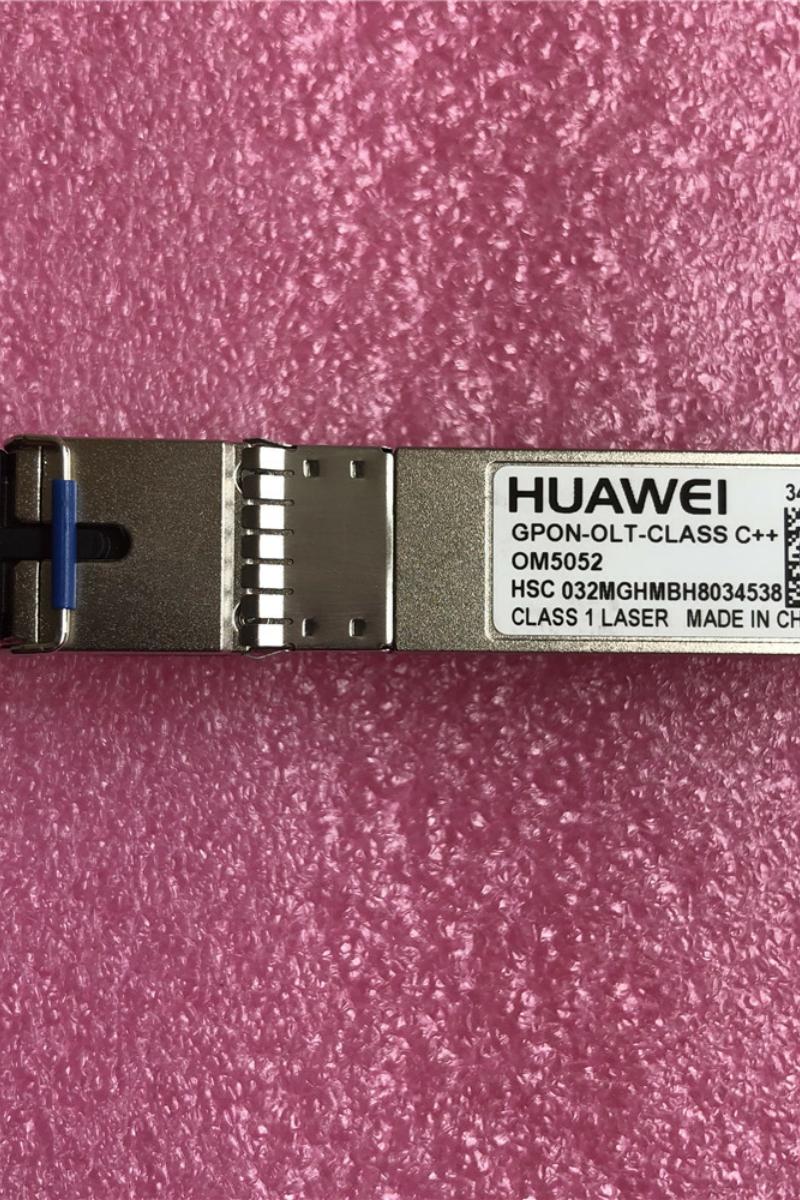 HUAWEI
GPON-OLT-CLASS C++
OM5052
HSC 032MGHMBH8034538
CLASS 1 LASER MADE IN